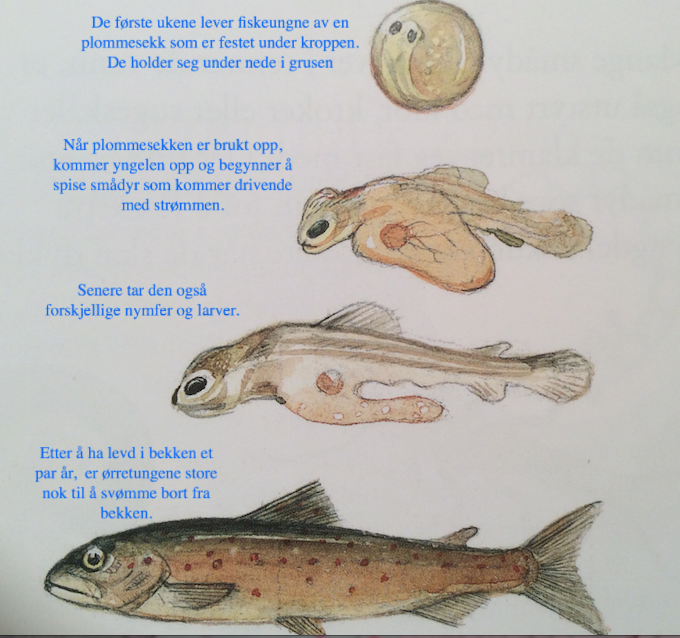 De første ukene lever fiskeungne av en
plommesekk som er festet under kroppen.
De holder seg under nede i grusen
Når plommesekken er brukt opp,
kommer yngelen opp og begynner å
spise smådyr som kommer drivende
med strømmen.
Senere tar den også
forskjellige nymfer og larver.
Etter å ha levd i bekken et
par år, er ørretungene store
nok til å svømme bort fra
bekken.